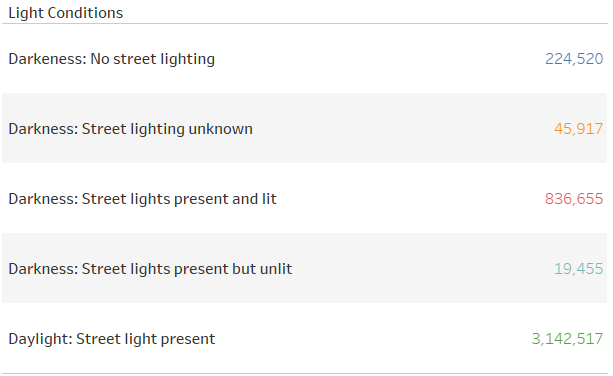 Light Conditions
Darkeness: No street lighting 224,520
Darkness: Street lighting unknown 45,917
Darkness: Street lights present and lit 836,655
Darkness: Street lights present but unlit 19,455
Daylight: Street light present 3,142,517